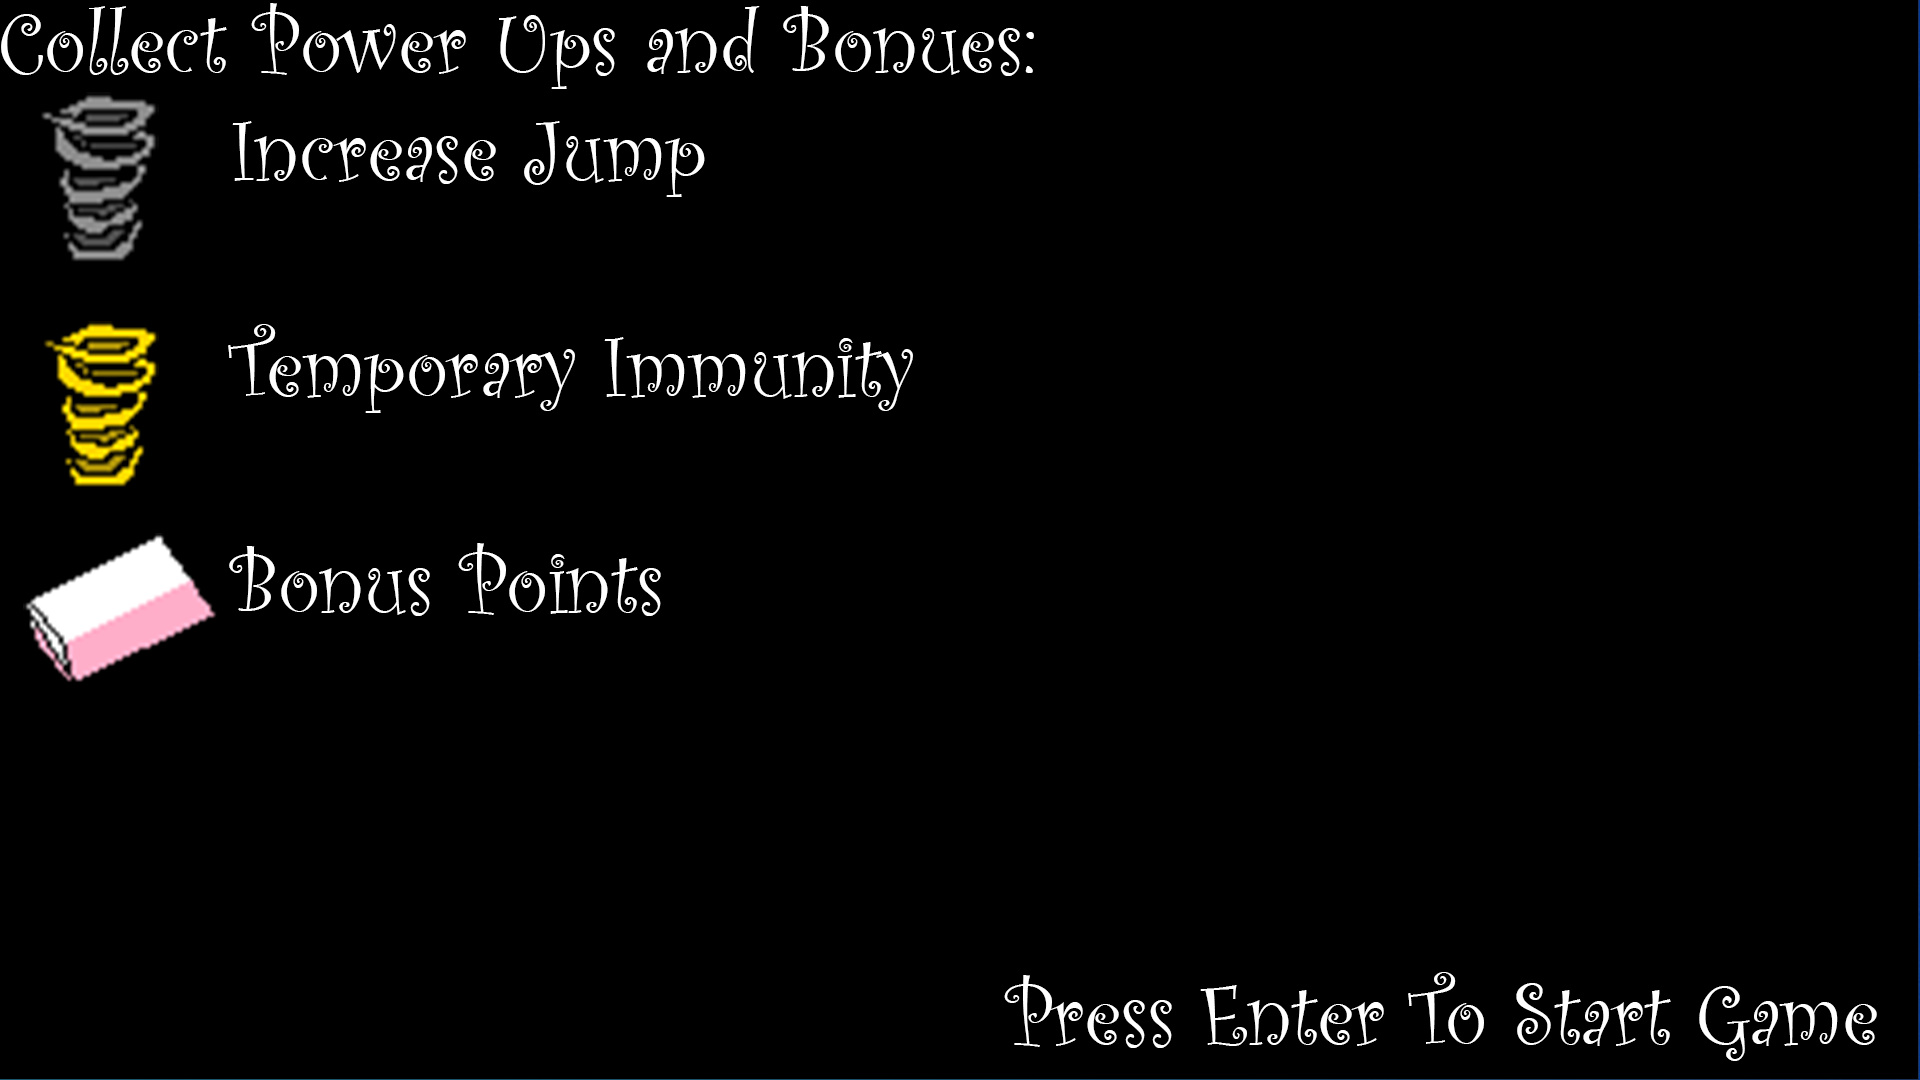 Collect Power Ups and Bonues:
Increase Jump
Temporary Immunity
Bonus Points
Press Enter To Start Game